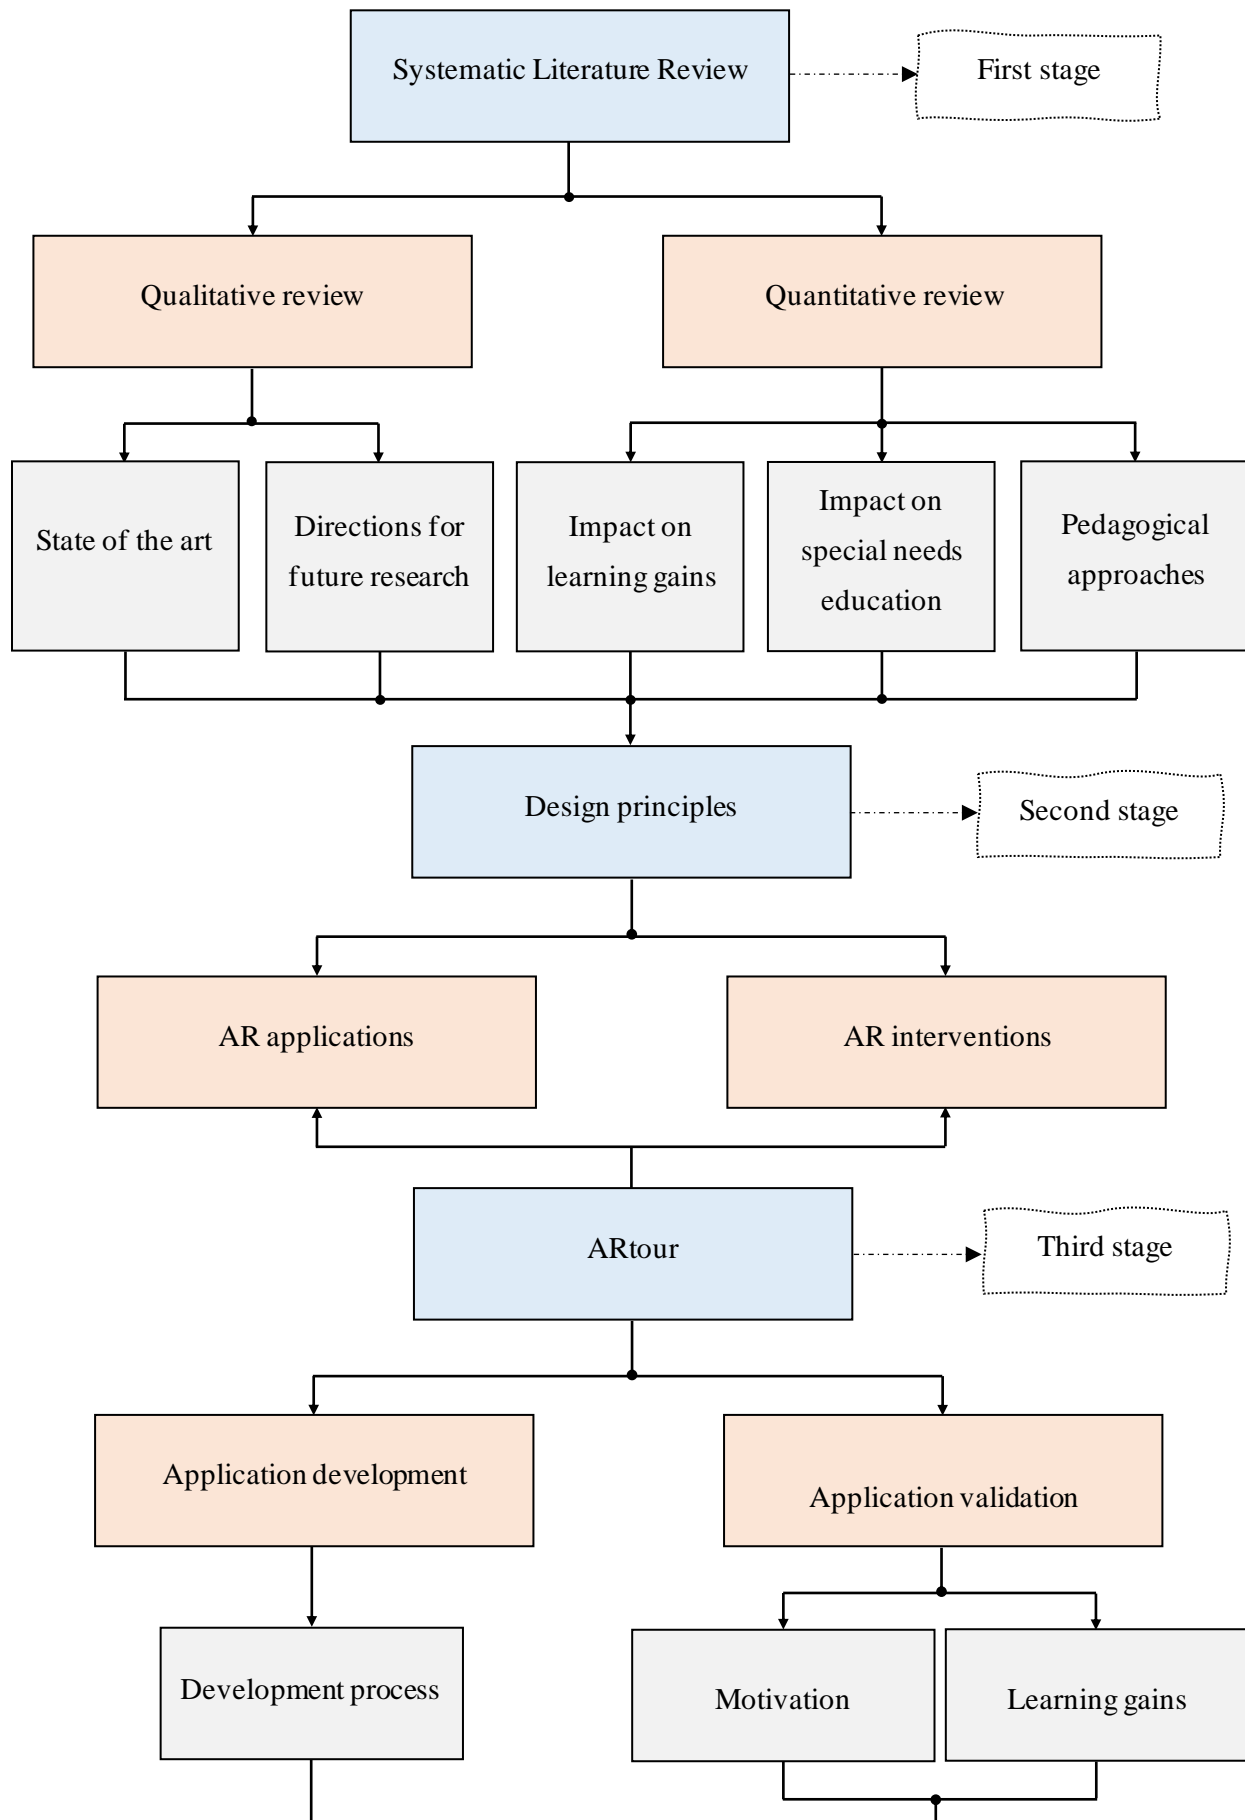 Systematic Literature Review
First stage
Qualitative review
Quantitative review
State of the art
Directions for
future research
Impact on
learning gains
Impact on
special needs
education
Pedagogical
approaches
Design principles
Second stage
AR applications
AR interventions
ARtour
Third stage
Application development
Application validation
Development process
Motivation
Learning gains